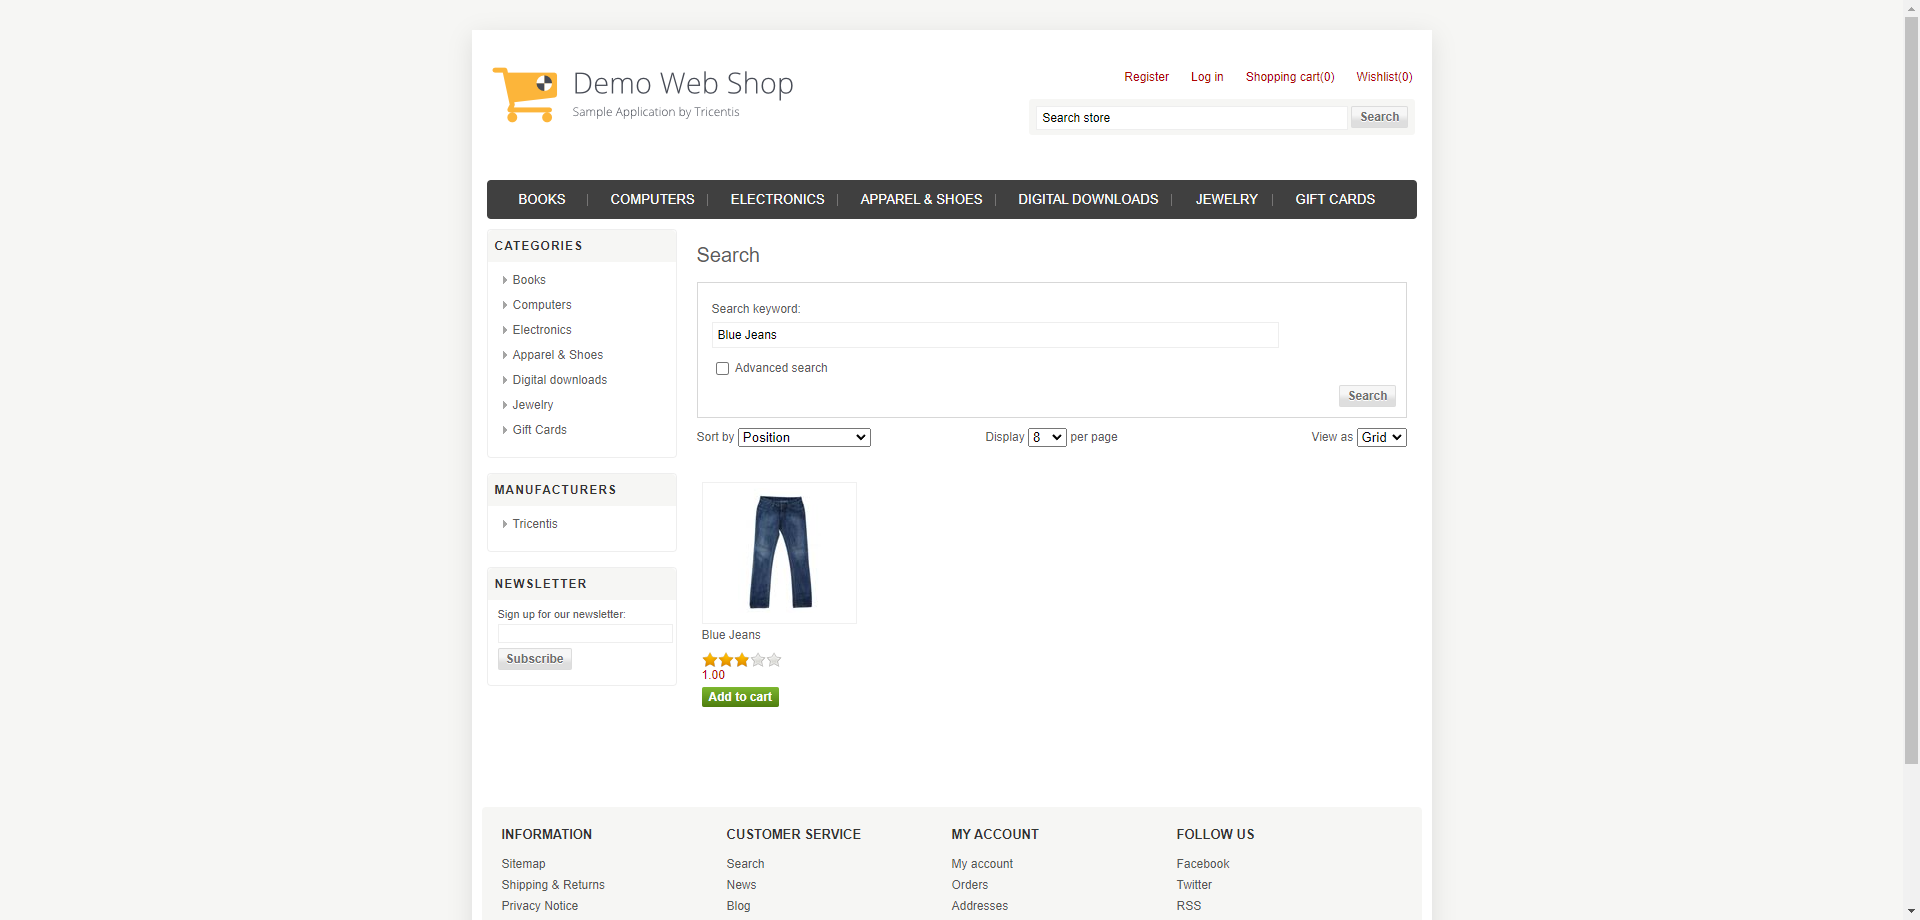 Demo Web Shop
Sample Application by Tricentis
Register Log in Shopping cart(0) Wishlist(0)
Search store Search
BOOKS COMPUTERS ELECTRONICS APPAREL & SHOES DIGITAL DOWNLOADS JEWELRY GIFT CARDS
CATEGORIES
Books
Computers
Electronics
Apparel & Shoes
Digital downloads
Jewelry
Gift Cards
MANUFACTURERS
Tricentis
NEWSLETTER
Sign up for our newsletter:
Subscribe
Search
Search keyword:
Blue Jeans
Advanced search
Search
Sort by Position Display 8 per page View as Grid
Blue Jeans
1.00
Add to cart
INFORMATION
Sitemap
Shipping & Returns
Privacy Notice
CUSTOMER SERVICE
Search
News
Blog
MY ACCOUNT
My account
Orders
Addresses
FOLLOW US
Facebook
Twitter
RSS